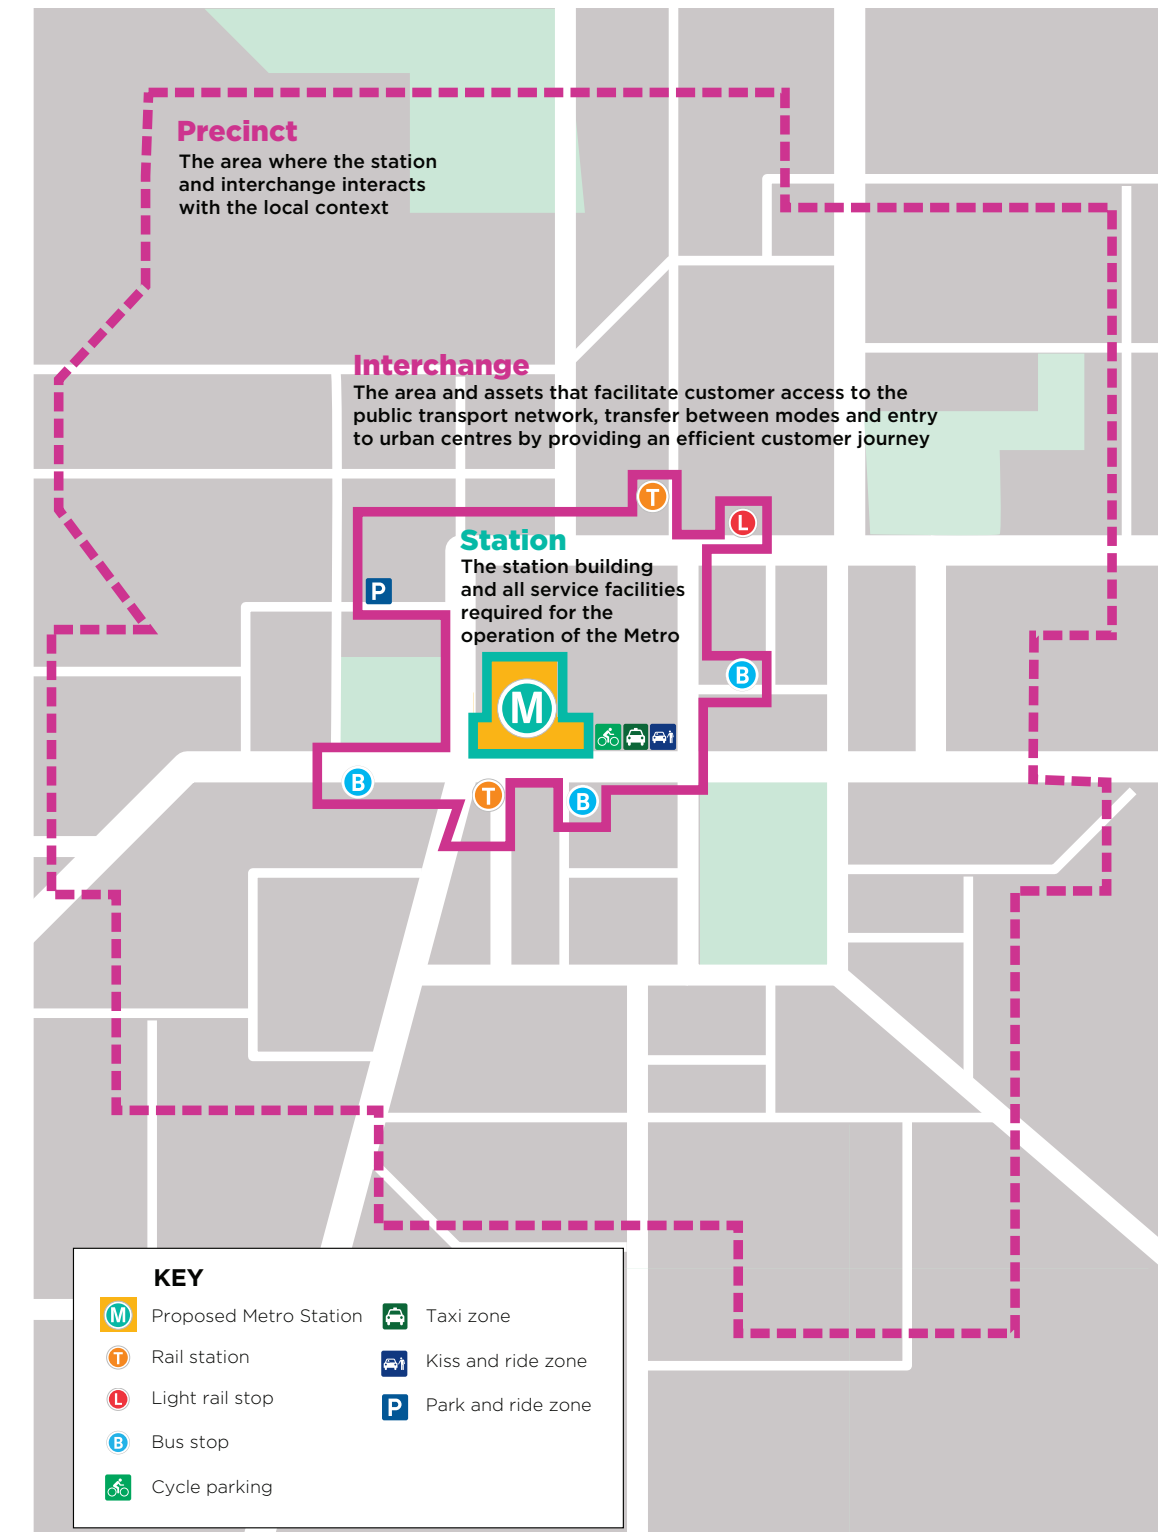 Precinct
The area where the station
and interchange interacts
with the local context
Interchange
The area and assets that facilitate customer access to the
public transport network, transfer between modes and entry
to urban centres by providing an efficient customer journey
T
L
Station
The station building
and all service facilities
required for the
operation of the Metro
P
B
M
B
T
B
KEY
M Proposed Metro Station
T Rail station
L Light rail stop
B Bus stop
Cycle parking
Taxi zone
Kiss and ride zone
P Park and ride zone